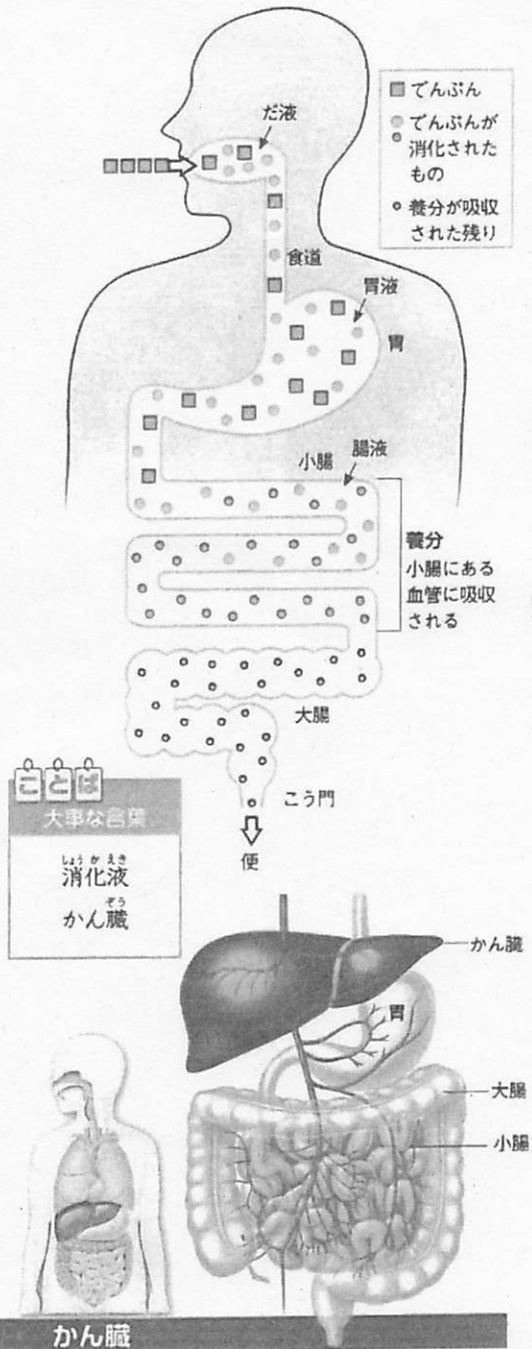 でんぷん
でんぷんが
消化された
もの
養分が吸収
された残り
だ液
食道
胃液
胃
小腸
腸液
養分
小腸にある
血管に吸収
される
大腸
こう門
便
ことば
大事な言葉
しょうかえき
消化液
ぞう
かん臓
かん臓
胃
大腸
小腸
かん臓